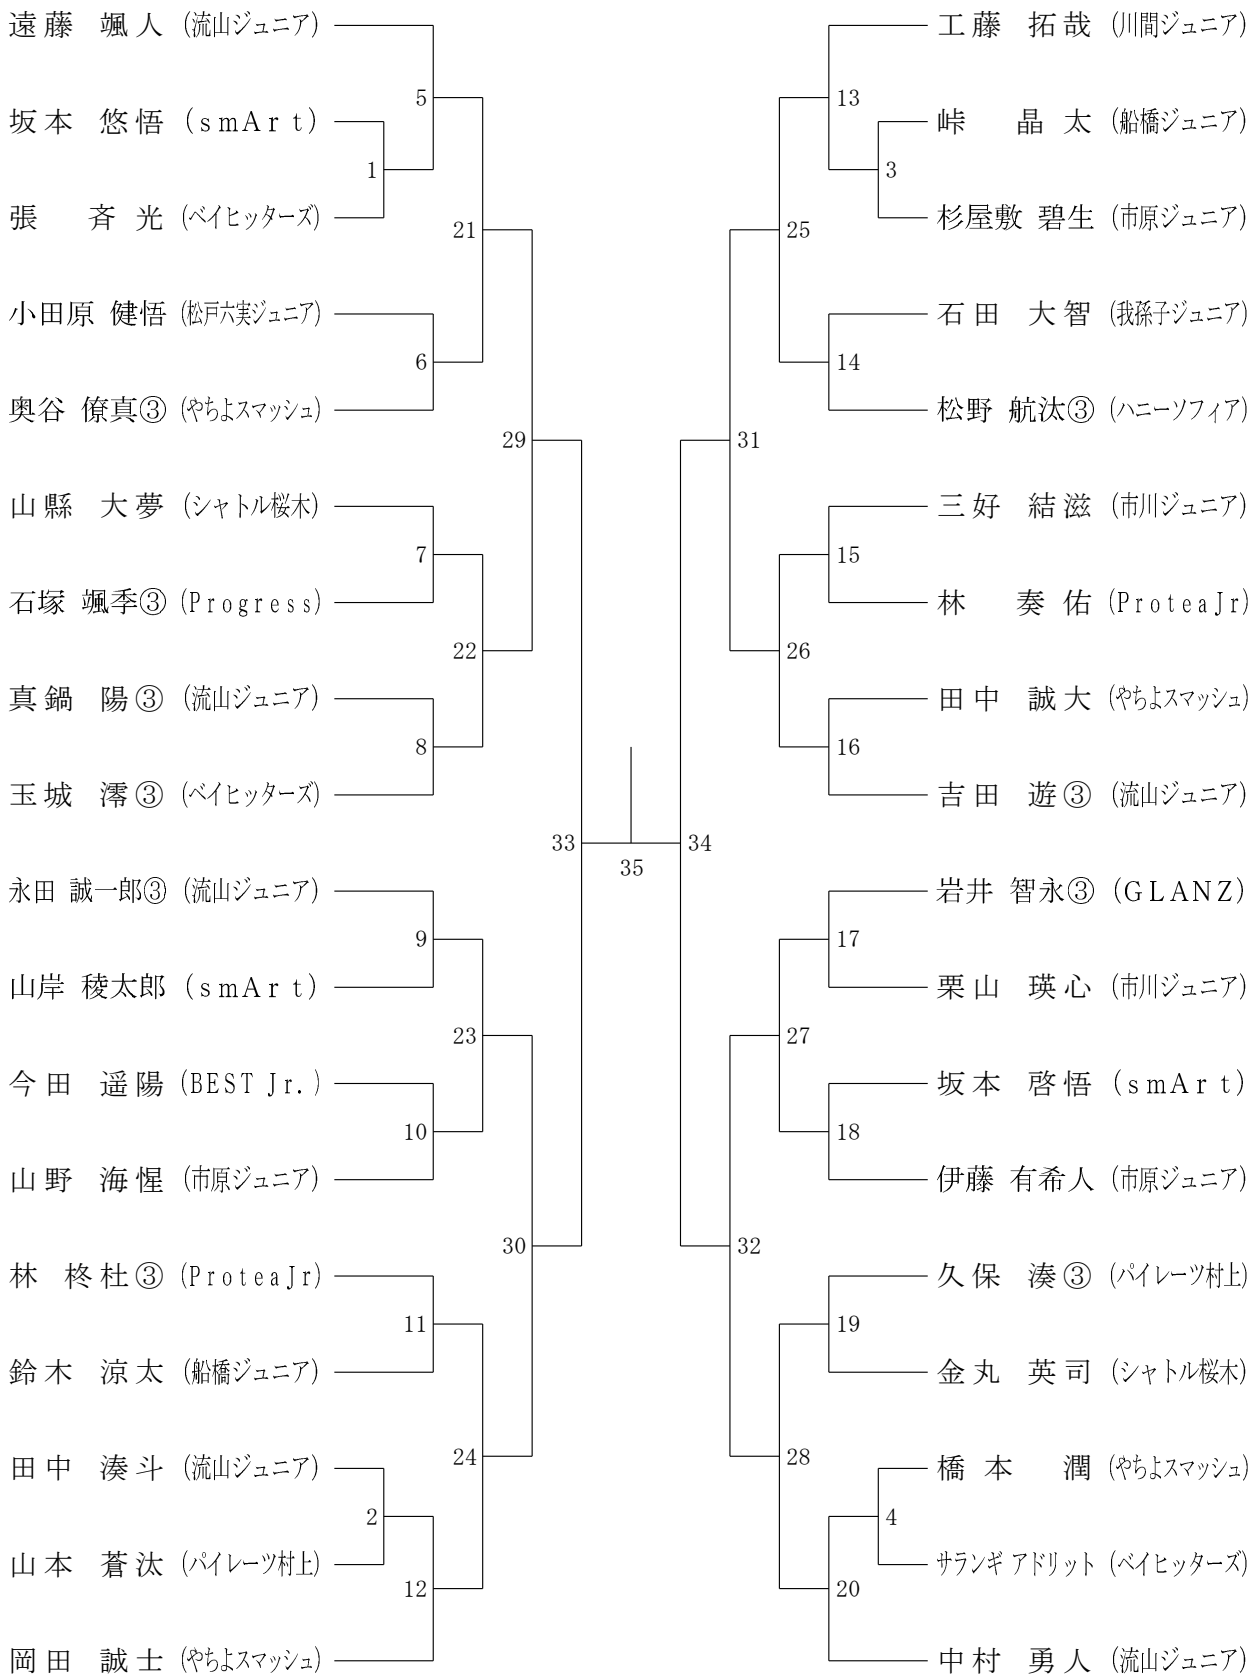 遠藤 颯人 (流山ジュニア)
5
坂本 悠悟 (smArt)
1
張 斉光 (ベイヒッターズ)
21
小田原 健悟 (松戸六実ジュニア)
6
奥谷 僚真③ (やちよスマッシュ)
29
山縣 大夢 (シャトル桜木)
7
石塚 颯季③ (Progress)
22
真鍋 陽③ (流山ジュニア)
8
玉城 澪③ (ベイヒッターズ)
33
永田 誠一郎③ (流山ジュニア)
9
山岸 稜太郎 (smArt)
23
今田 遥陽 (BEST Jr.)
10
山野 海惺 (市原ジュニア)
30
林 柊杜③ (ProteaJr)
11
鈴木 涼太 (船橋ジュニア)
24
田中 湊斗 (流山ジュニア)
2
山本 蒼汰 (パイレーツ村上)
12
岡田 誠士 (やちよスマッシュ)
35
工藤 拓哉 (川間ジュニア)
13
峠 晶太 (船橋ジュニア)
3
杉屋敷 碧生 (市原ジュニア)
25
石田 大智 (我孫子ジュニア)
14
松野 航汰③ (ハニーソフィア)
31
三好 結滋 (市川ジュニア)
15
林 奏佑 (ProteaJr)
26
田中 誠大 (やちよスマッシュ)
16
吉田 遊③ (流山ジュニア)
34
岩井 智永③ (GLANZ)
17
栗山 瑛心 (市川ジュニア)
27
坂本 啓悟 (smArt)
18
伊藤 有希人 (市原ジュニア)
32
久保 湊③ (パイレーツ村上)
19
金丸 英司 (シャトル桜木)
28
橋本 潤 (やちよスマッシュ)
4
サランギ アドリット (ベイヒッターズ)
20
中村 勇人 (流山ジュニア)